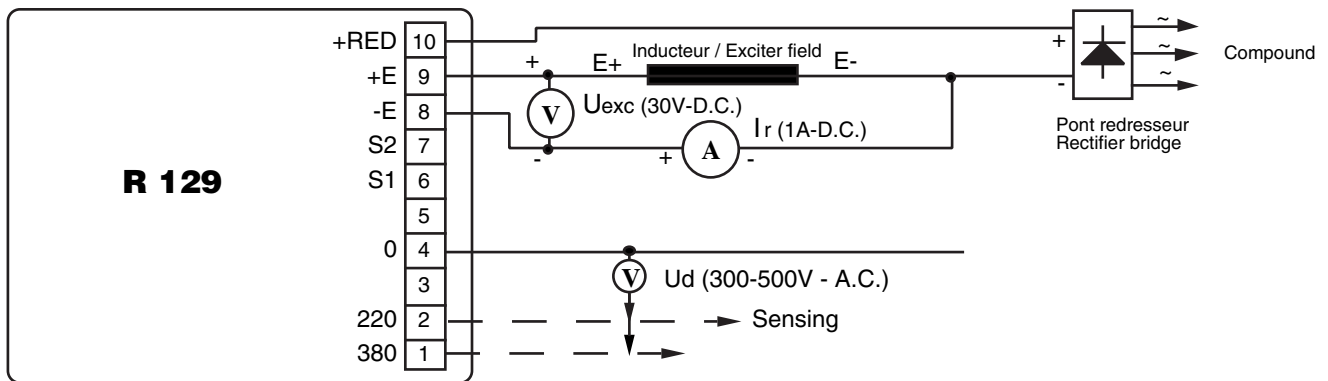 R 129
+RED 10
+E 9
-E 8
S2 7
S1 6
5
0 4
3
220 2
380 1
+ E+ Inducteur / Exciter field E-
V Uexc (30V-D.C.)
- + A - Ir (1A-D.C.)
V Ud (300-500V - A.C.)
Sensing
+
-
~
~
~
Compound
Pont redresseur
Rectifier bridge